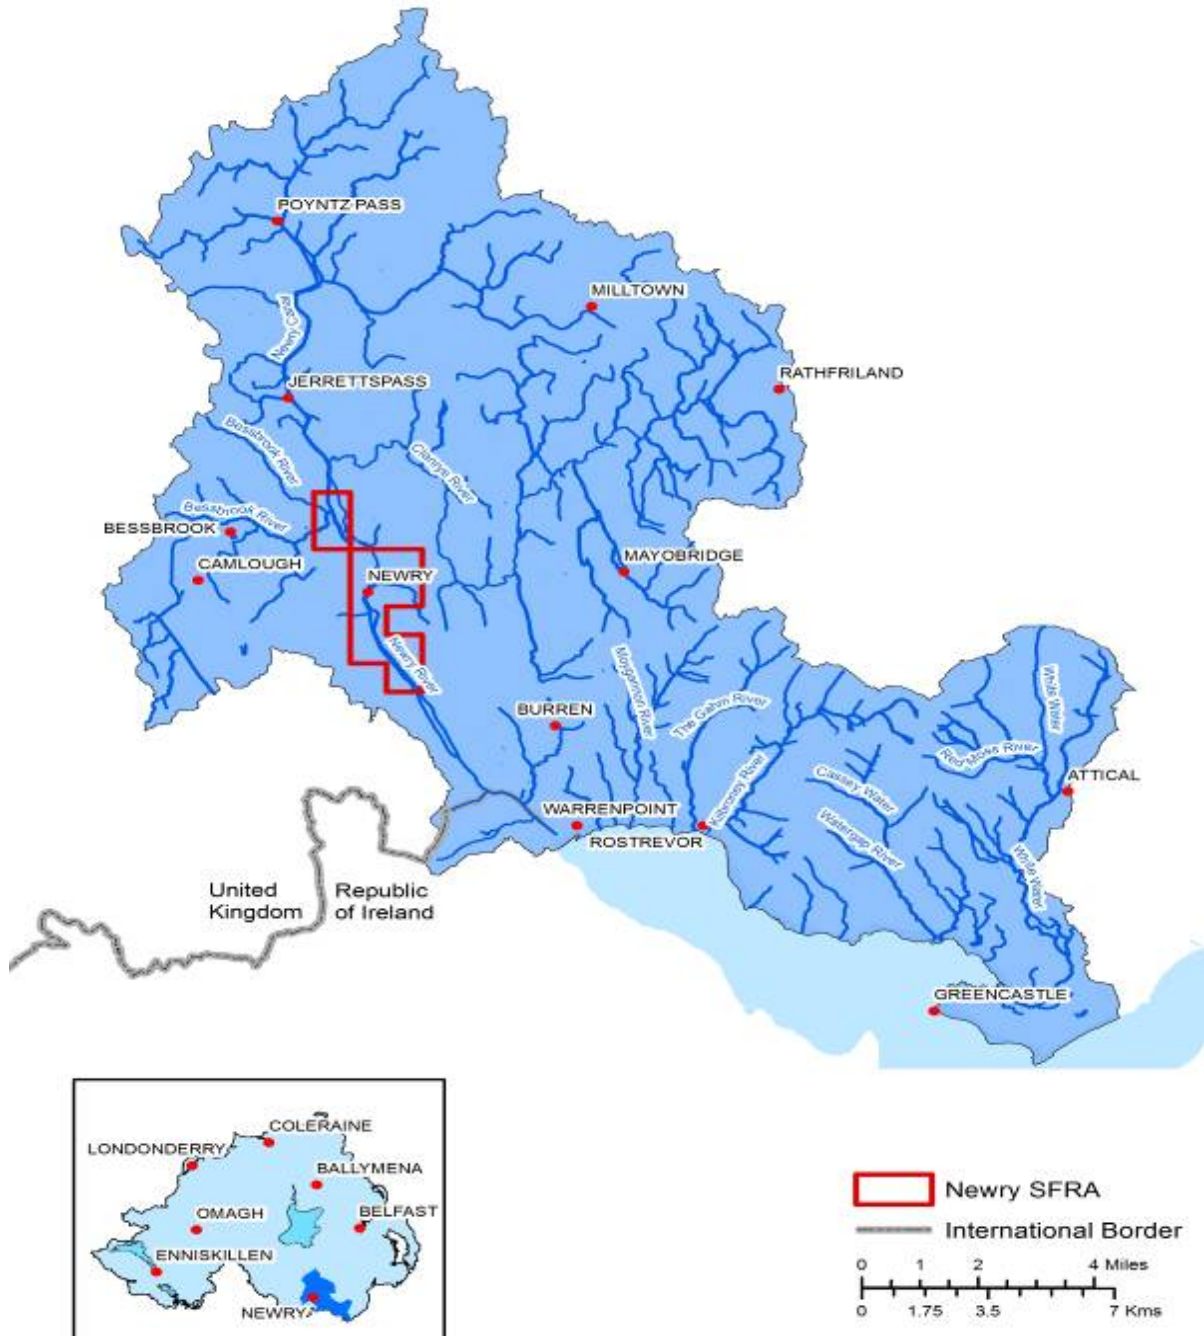 POYNTZ PASS
MILLTOWN
Newry Canal
RATHFRILAND
JERRETTSPASS
Bessbrook River
Clanrye River
Bessbrook River
BESSBROOK
MAYOBRIDGE
CAMLOUGH
NEWRY
Newry River
Moygannon River
The Gahm River
White Water
BURREN
Red Moss River
Kilbroney River
Cassey Water
ATTICAL
WARRENPOINT
ROSTREVOR
Watergap River
White Water
United
Kingdom
Republic
of Ireland
GREENCASTLE
COLERAINE
LONDONDERRY
BALLYMENA
OMAGH
BELFAST
ENNISKILLEN
NEWRY
Newry SFRA
International Border
0 1 2 4 Miles
0 1.75 3.5 7 Kms